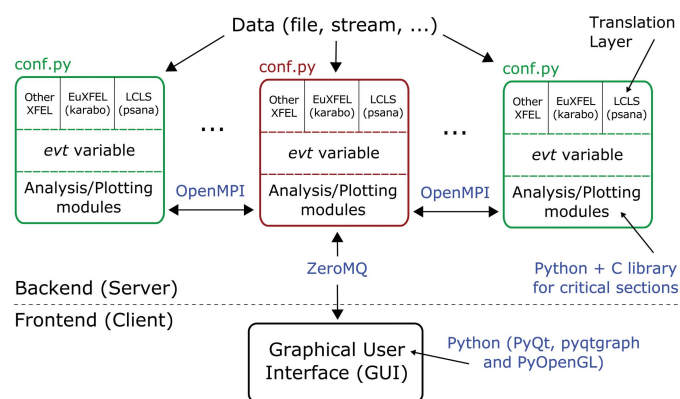 Data (file, stream, ...)
Translation
Layer
conf.py
conf.py
conf.py
Other
XFEL
EuXFEL
(karabo)
LCLS
(psana)
Other
XFEL
EuXFEL
(karabo)
LCLS
(psana)
Other
XFEL
EuXFEL
(karabo)
LCLS
(psana)
...
...
evt variable
evt variable
evt variable
Analysis/Plotting
modules
OpenMPI
Analysis/Plotting
modules
OpenMPI
Analysis/Plotting
modules
ZeroMQ
Python + C library
for critical sections
Backend (Server)
Frontend (Client)
Graphical User
Interface (GUI)
Python (PyQt, pyqtgraph
and PyOpenGL)